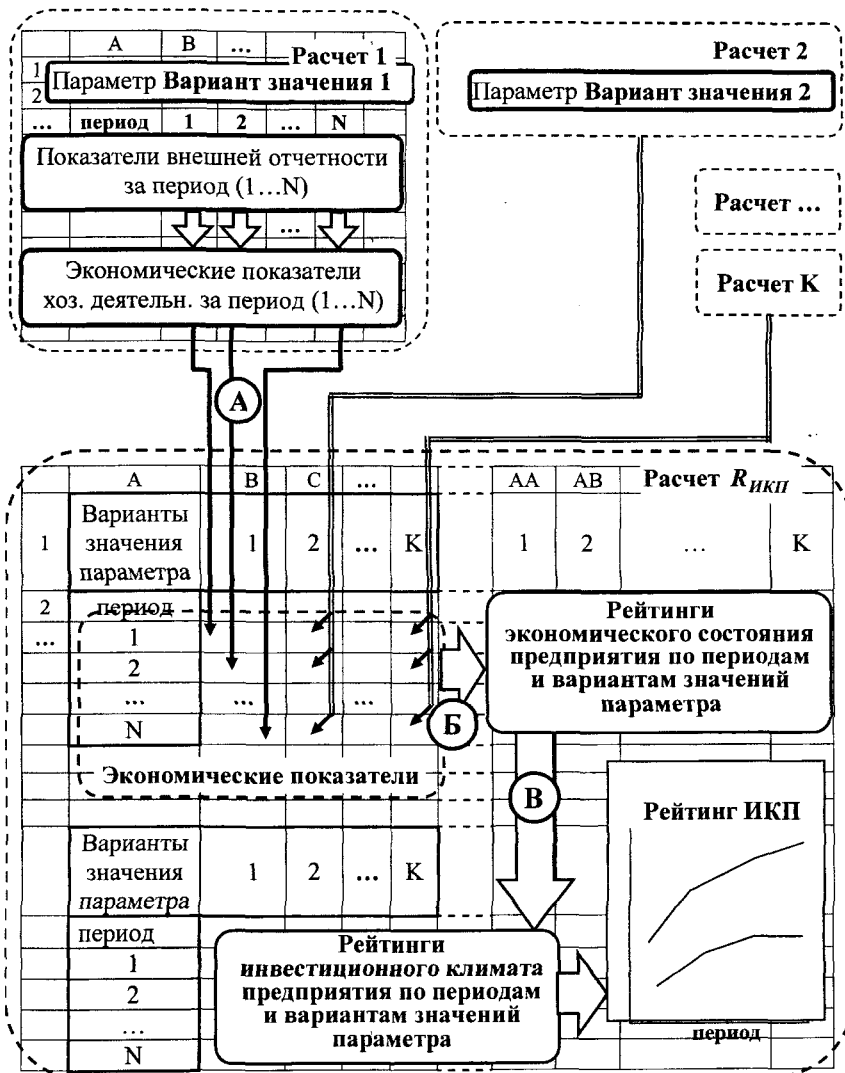 A B ...
Расчет 1
1
Параметр Вариант значения 1
2
... период 1 2 ... N
Показатели внешней отчетности
за период (1...N)
...
Экономические показатели
хоз. деятельн. за период (1...N)
Расчет 2
Параметр Вариант значения 2
Расчет ...
Расчет K
А
Расчет R ИКП
A B C ... AA AB
Варианты
значения
параметра
1 1 2 ... K 1 2 ... K
2 период
... 1
2
... ... ...
N
Экономические показатели
Б
Рейтинги
экономического состояния
предприятия по периодам
и вариантам значений
параметра
В
Варианты
значения
параметра
1 2 ... K
период
1
2
...
N
Рейтинги
инвестиционного климата
предприятия по периодам
и вариантам значений
параметра
Рейтинг ИКП
период